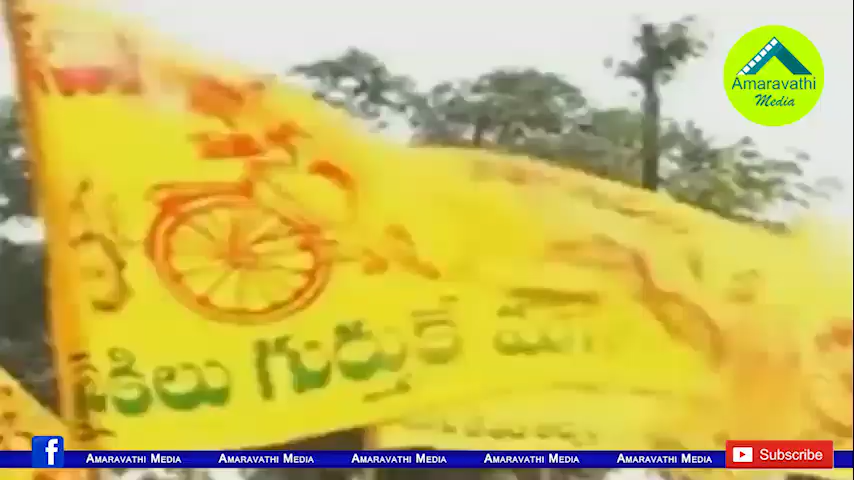 Amaravathi
Media
సైకిలు గుర్తుకే
AMARAVATHI MEDIA AMARAVATHI MEDIA AMARAVATHI MEDIA AMARAVATHI MEDIA AMARAVATHI MEDIA
Subscribe